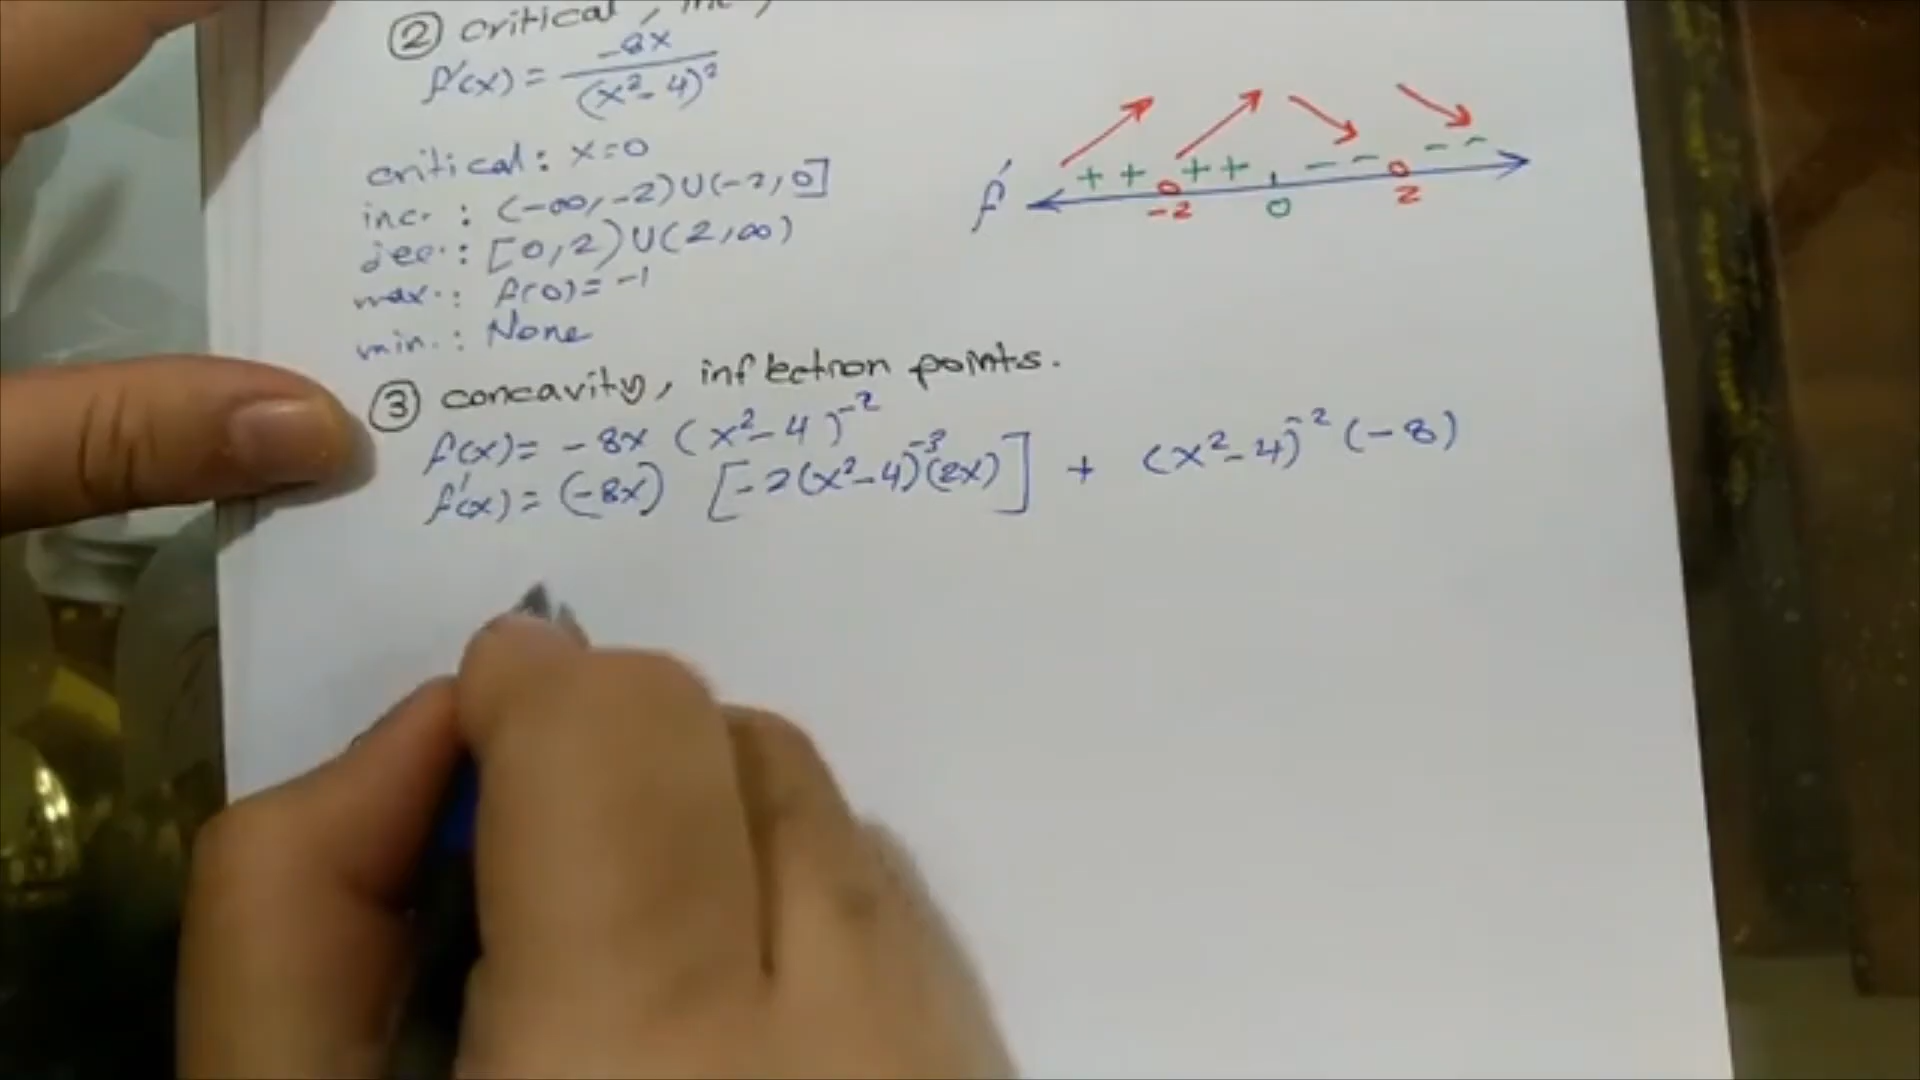 ② critical,
f'(x) = -8x / (x²-4)²
critical: x=0
inc. : (-∞,-2)∪(-2,0]
dec. : [0,2)∪(2,∞)
max. : f(0)= -1
min. : None
f' + + + + - - - -
-2 0 2
③ concavity, inflectron points.
f'(x)= -8x (x²-4)⁻²
f''(x)= (-8x) [-2(x²-4)⁻³(2x)] + (x²-4)⁻²(-8)